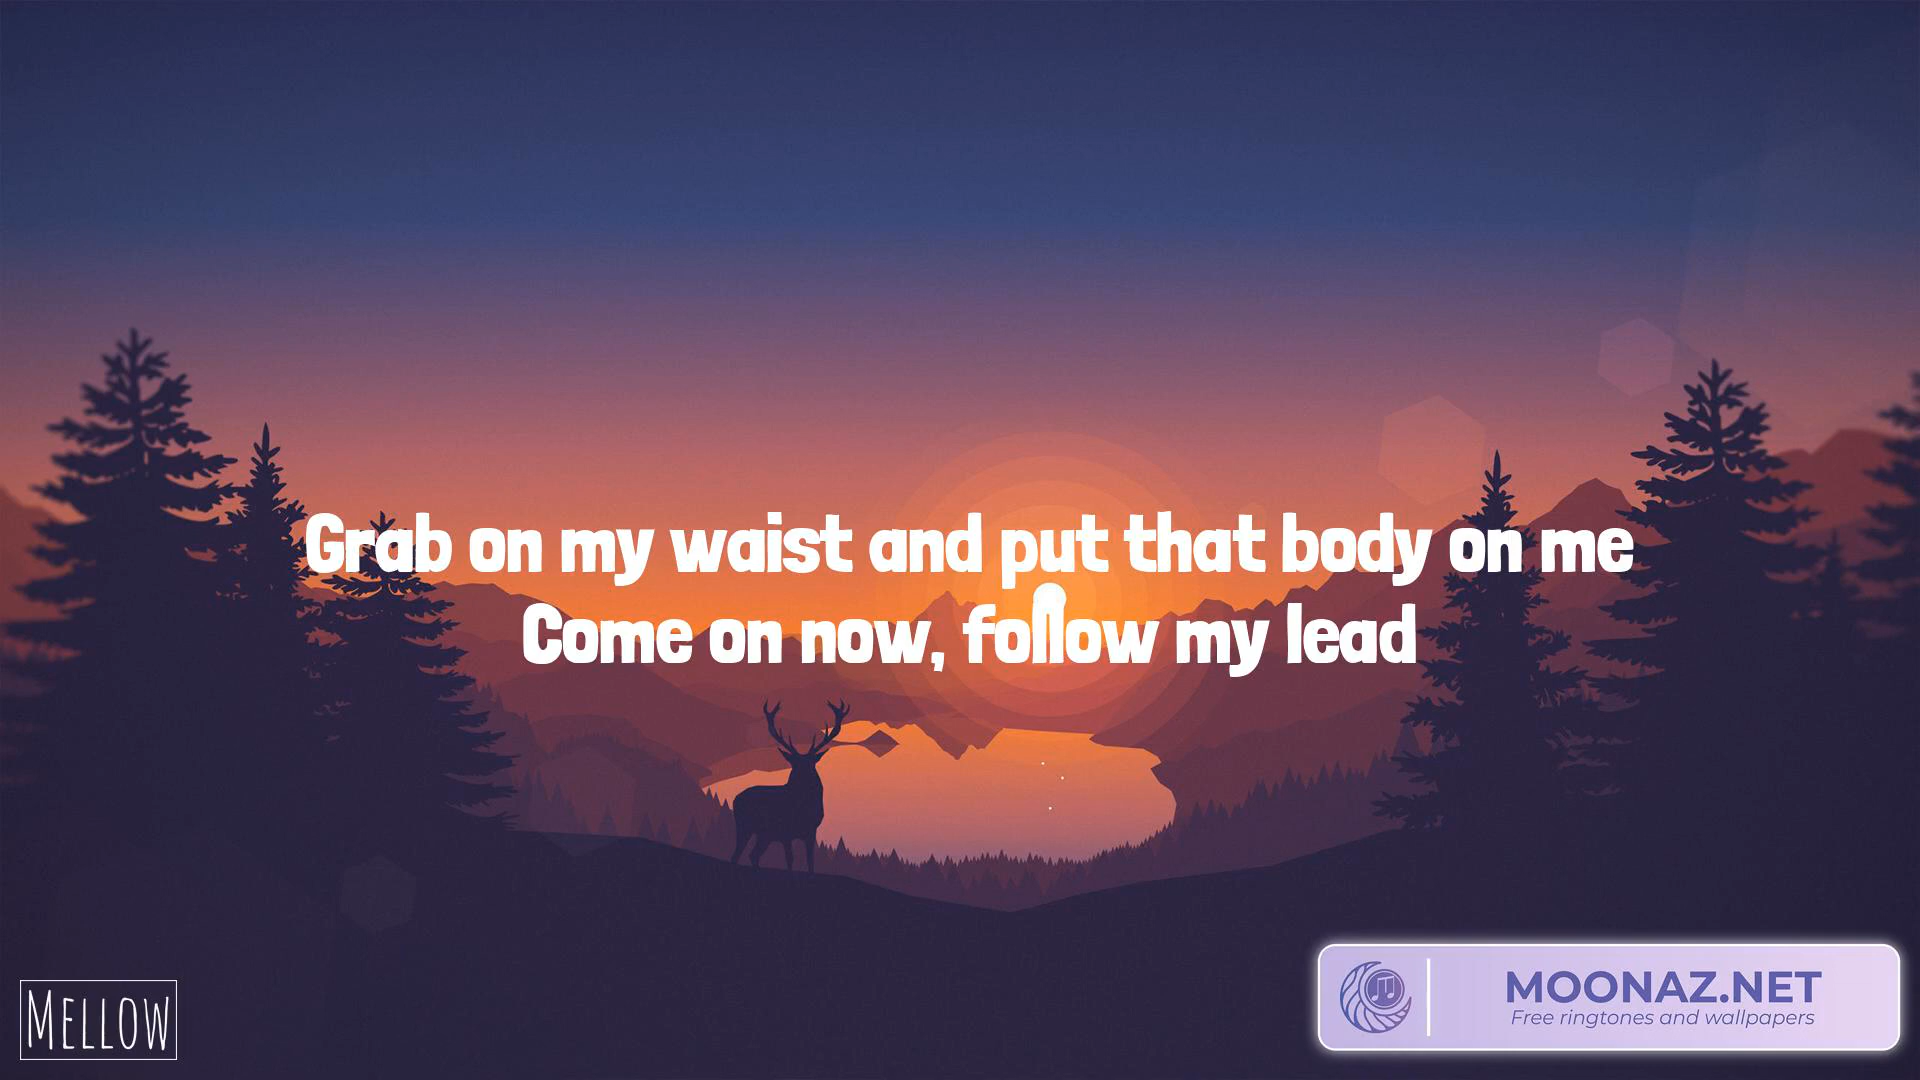 Grab on my waist and put that body on me
Come on now, follow my lead
MELLOW
MOONAZ.NET
Free ringtones and wallpapers